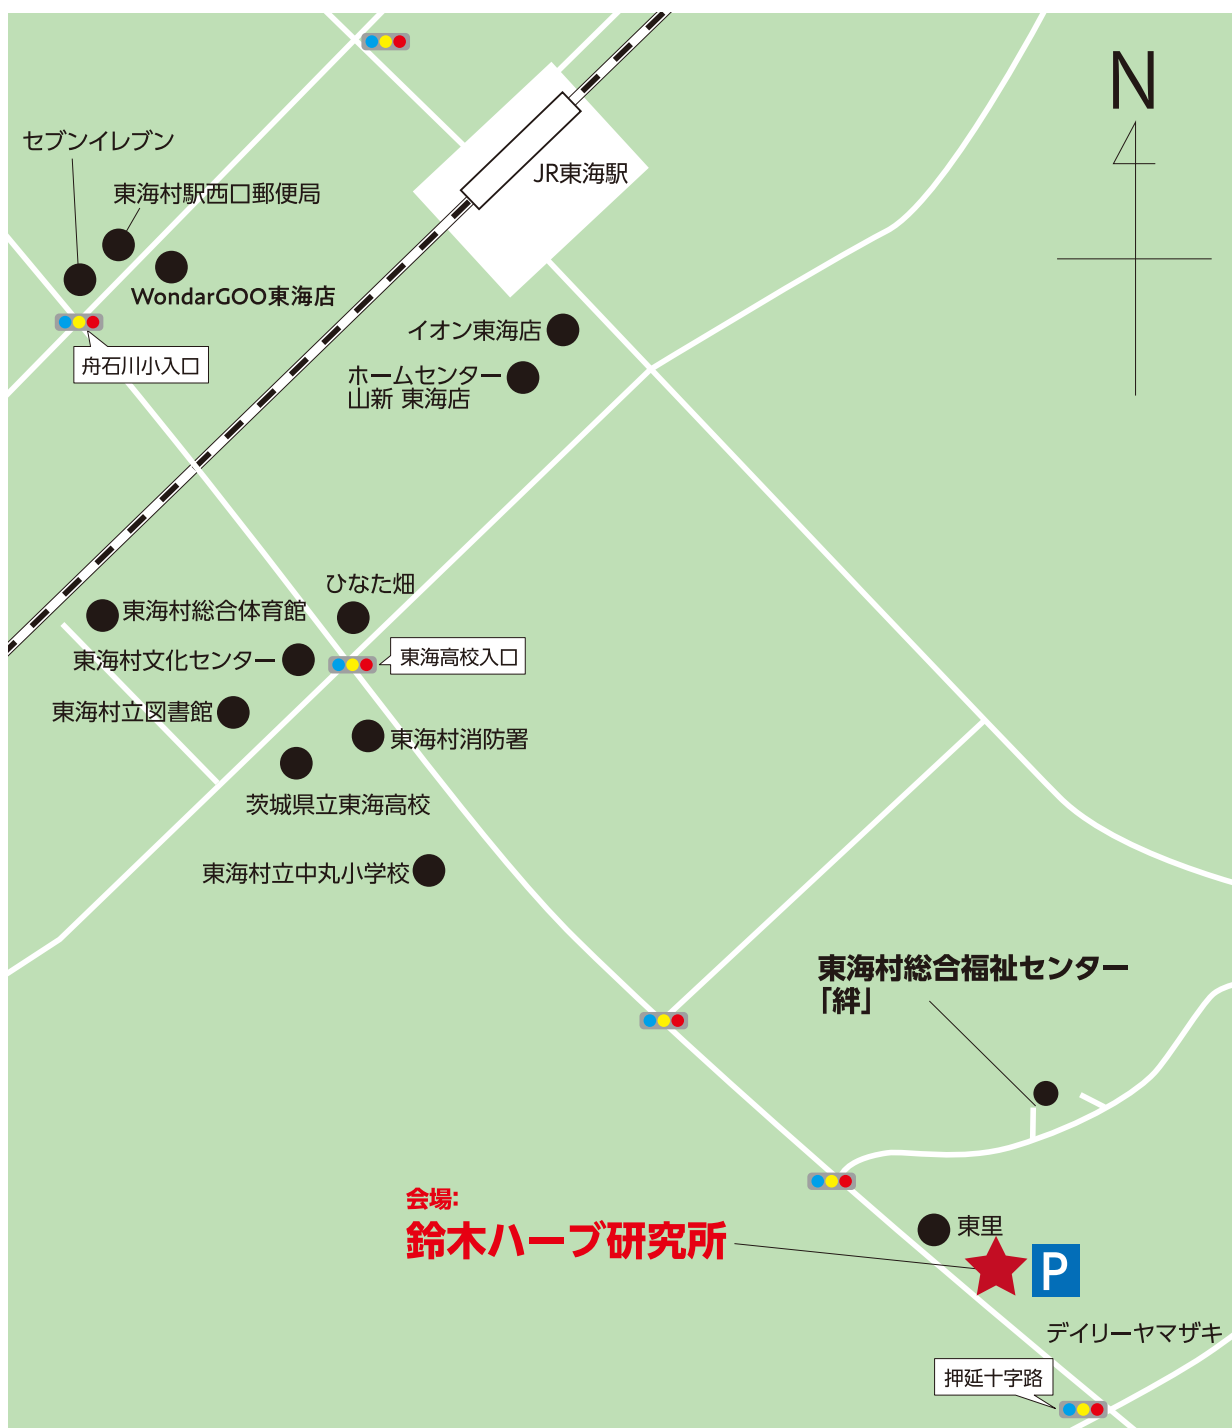 N
セブンイレブン
JR東海駅
東海村駅西口郵便局
WondarGOO東海店
イオン東海店
舟石川小入口
ホームセンター
山新 東海店
ひなた畑
東海村総合体育館
東海高校入口
東海村文化センター
東海村立図書館
東海村消防署
茨城県立東海高校
東海村立中丸小学校
東海村総合福祉センター
「絆」
会場:
鈴木ハーブ研究所
東里
P
デイリーヤマザキ
押延十字路